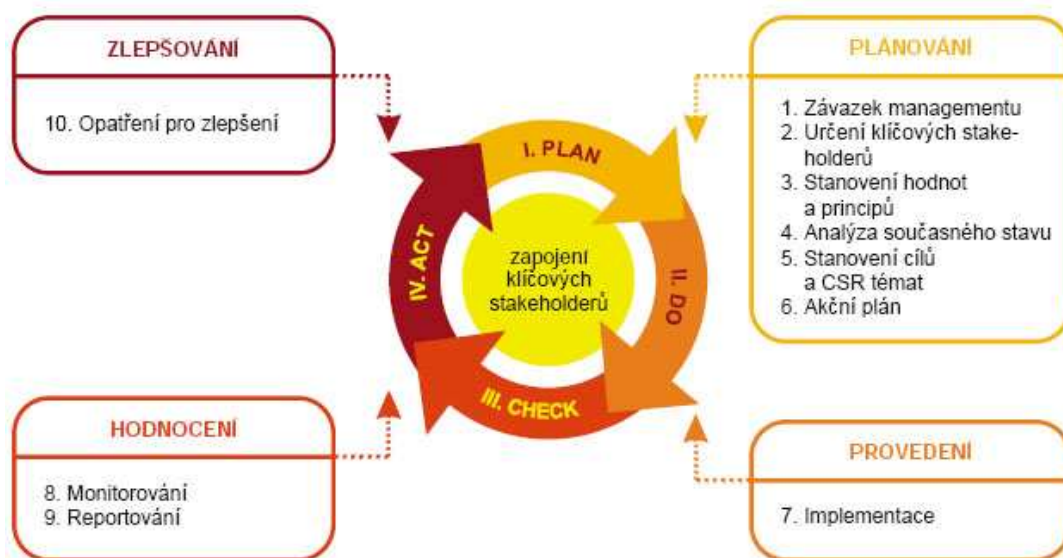 ZLEPŠOVÁNÍ
10. Opatření pro zlepšení
PLÁNOVÁNÍ
1. Závazek managementu
2. Určení klíčových stake-
holderů
3. Stanovení hodnot
a principů
4. Analýza současného stavu
5. Stanovení cílů
a CSR témat
6. Akční plán
I. PLAN
II. DO
III. CHECK
IV. ACT
zapojení
klíčových
stakeholderů
HODNOCENÍ
8. Monitorování
9. Reportování
PROVEDENÍ
7. Implementace